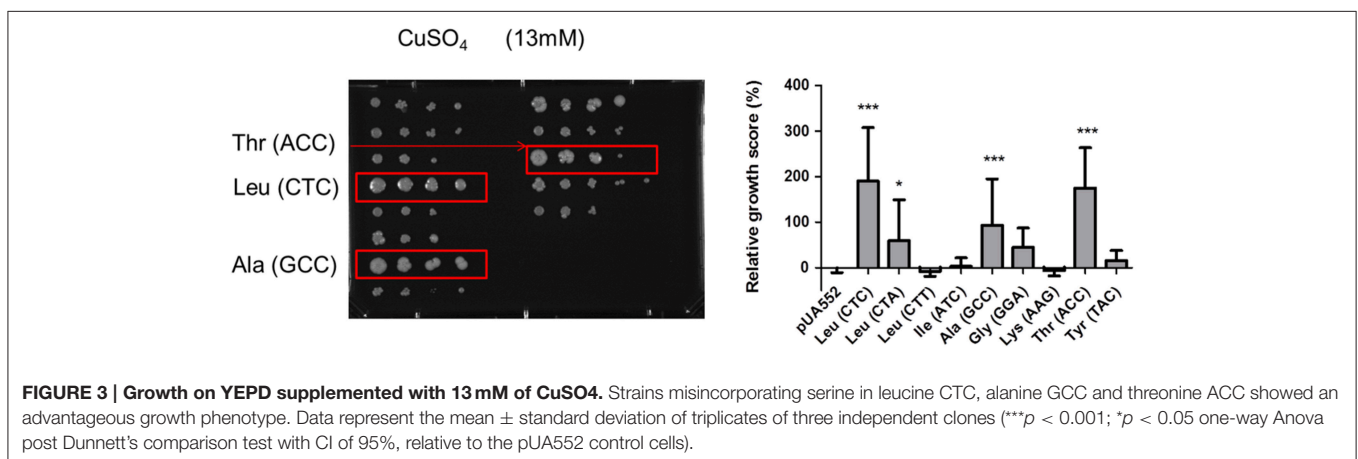 CuSO₄ (13mM)
Thr (ACC)
Leu (CTC)
Ala (GCC)
Relative growth score (%)
400
300
200
100
0
***
*
***
***
pUA552
Leu (CTC)
Leu (CTA)
Leu (CTT)
Ile (ATC)
Ala (GCC)
Gly (GGA)
Lys (AAG)
Thr (ACC)
Tyr (TAC)
FIGURE 3 | Growth on YEPD supplemented with 13 mM of CuSO4. Strains misincorporating serine in leucine CTC, alanine GCC and threonine ACC showed an
advantageous growth phenotype. Data represent the mean ± standard deviation of triplicates of three independent clones (***p < 0.001; *p < 0.05 one-way Anova
post Dunnett's comparison test with CI of 95%, relative to the pUA552 control cells).